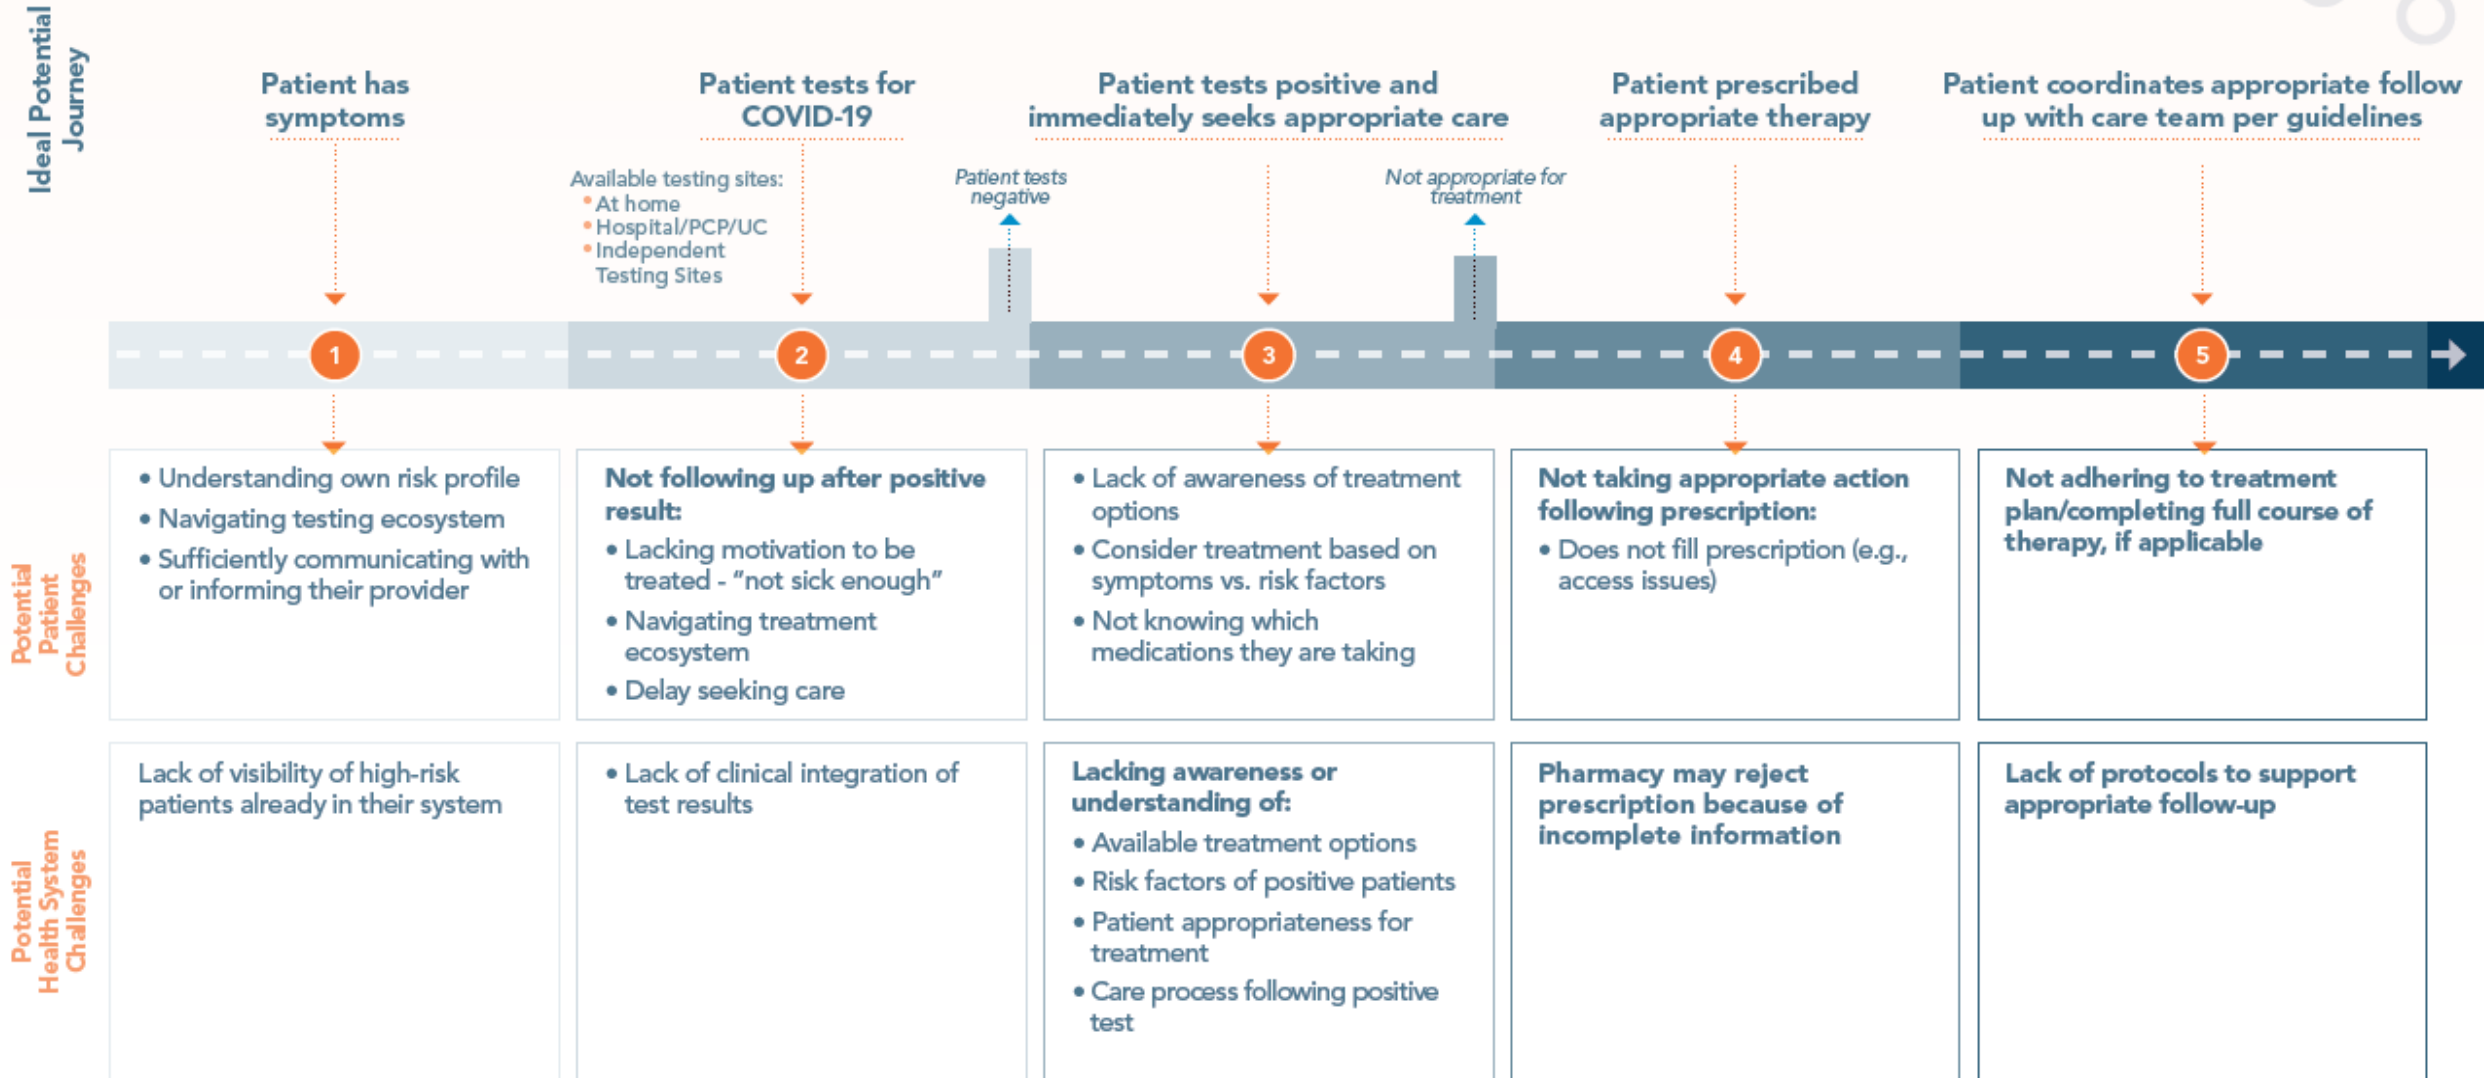 Ideal Potential
Journey
Patient has
symptoms
Patient tests for
COVID-19
Patient tests positive and
immediately seeks appropriate care
Patient prescribed
appropriate therapy
Patient coordinates appropriate follow
up with care team per guidelines
Available testing sites:
• At home
• Hospital/PCP/UC
• Independent
Testing Sites
Patient tests
negative
Not appropriate for
treatment
1
2
3
4
5
Potential
Patient
Challenges
• Understanding own risk profile
• Navigating testing ecosystem
• Sufficiently communicating with
or informing their provider
Not following up after positive
result:
• Lacking motivation to be
treated - “not sick enough”
• Navigating treatment
ecosystem
• Delay seeking care
• Lack of awareness of treatment
options
• Consider treatment based on
symptoms vs. risk factors
• Not knowing which
medications they are taking
Not taking appropriate action
following prescription:
• Does not fill prescription (e.g.,
access issues)
Not adhering to treatment
plan/completing full course of
therapy, if applicable
Potential
Health System
Challenges
Lack of visibility of high-risk
patients already in their system
• Lack of clinical integration of
test results
Lacking awareness or
understanding of:
• Available treatment options
• Risk factors of positive patients
• Patient appropriateness for
treatment
• Care process following positive
test
Pharmacy may reject
prescription because of
incomplete information
Lack of protocols to support
appropriate follow-up